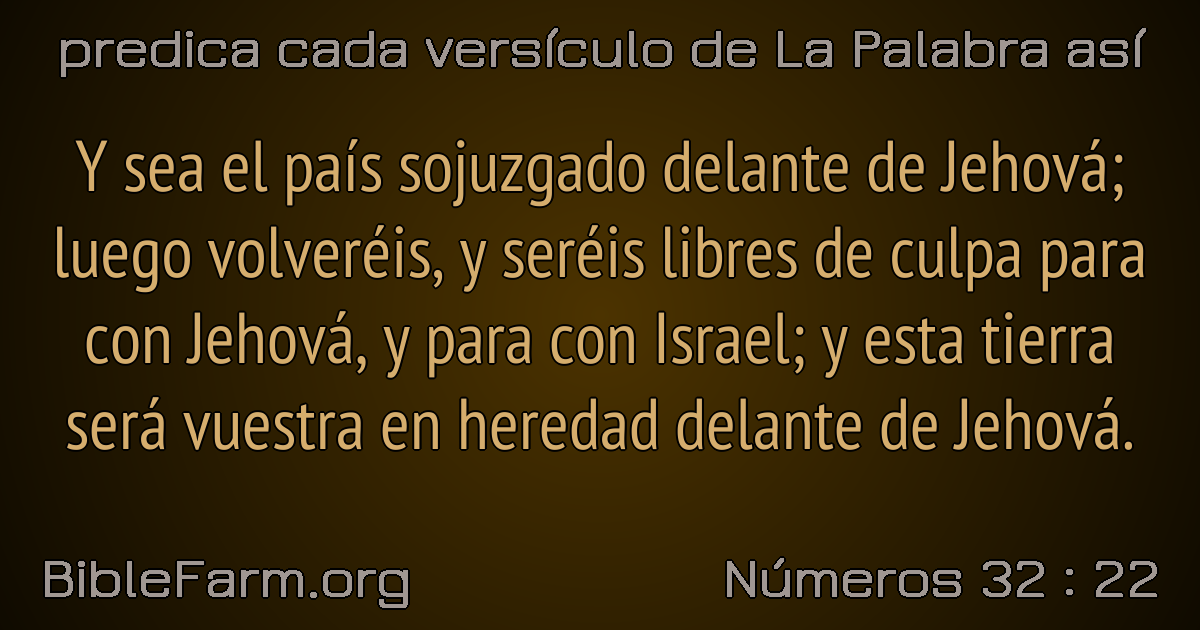 predica cada versículo de La Palabra así
Y sea el país sojuzgado delante de Jehová;
luego volveréis, y seréis libres de culpa para
con Jehová, y para con Israel; y esta tierra
será vuestra en heredad delante de Jehová.
BibleFarm.org
Números 32 : 22